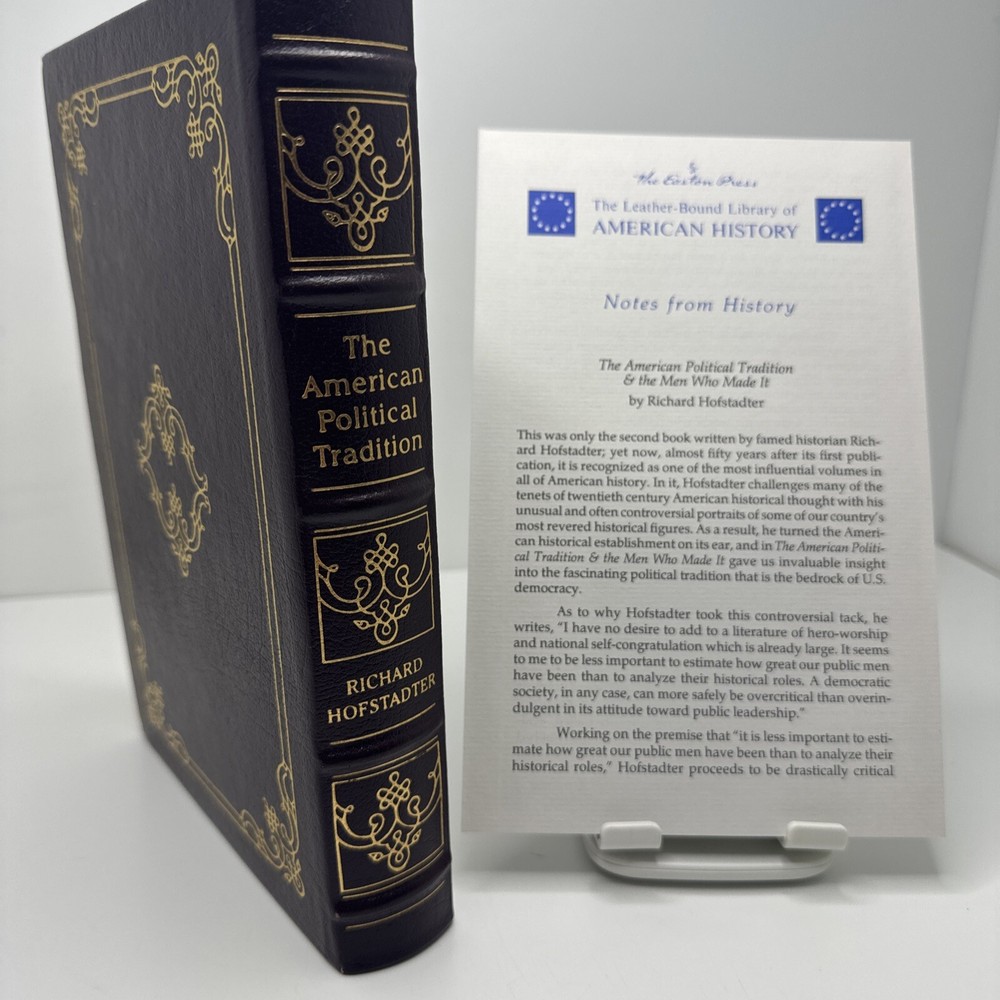 The
American
Political
Tradition
RICHARD
HOFSTADTER
The Easton Press
The Leather-Bound Library of
AMERICAN HISTORY
Notes from History
The American Political Tradition
& the Men Who Made It
by Richard Hofstadter
This was only the second book written by famed historian Rich-
ard Hofstadter; yet now, almost fifty years after its first publi-
cation, it is recognized as one of the most influential volumes in
all of American history. In it, Hofstadter challenges many of the
tenets of twentieth century American historical thought with his
unusual and often controversial portraits of some of our country's
most revered historical figures. As a result, he turned the Ameri-
can historical establishment on its ear, and in The American Politi-
cal Tradition & the Men Who Made It gave us invaluable insight
into the fascinating political tradition that is the bedrock of U.S.
democracy.
As to why Hofstadter took this controversial tack, he
writes, "I have no desire to add to a literature of hero-worship
and national self-congratulation which is already large. It seems
to me to be less important to estimate how great our public men
have been than to analyze their historical roles. A democratic
society, in any case, can more safely be overcritical than overin-
dulgent in its attitude toward public leadership."
Working on the premise that "it is less important to esti-
mate how great our public men have been than to analyze their
historical roles," Hofstadter proceeds to be drastically critical